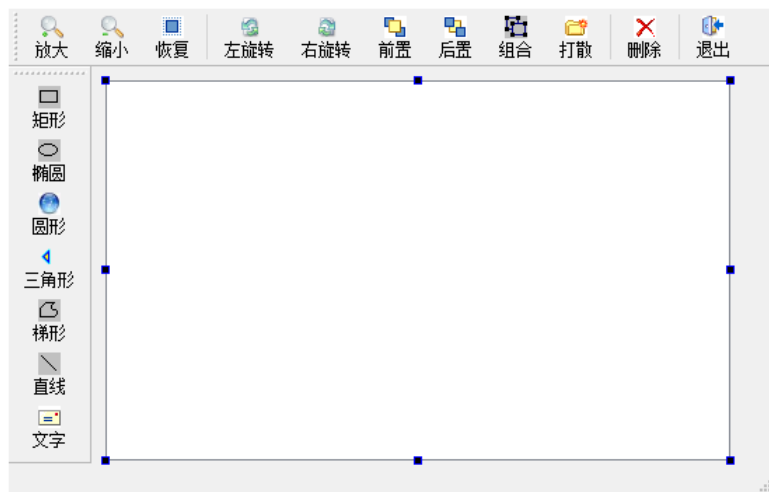 放大 缩小 恢复 左旋转 右旋转 前置 后置 组合 打散 删除 退出
矩形
椭圆
圆形
三角形
梯形
直线
文字